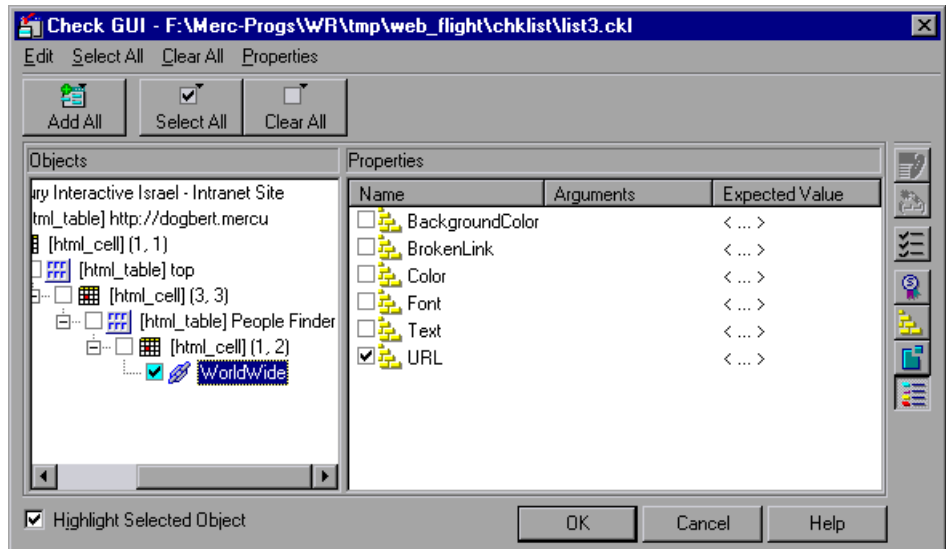 Check GUI - F:\Merc-Progs\WR\tmp\web_flight\chklist\list3.ckl
Edit Select All Clear All Properties
Add All Select All Clear All
Objects
ury Interactive Israel - Intranet Site
tml_table] http://dogbert.mercu
[html_cell] (1, 1)
[html_table] top
[html_cell] (3, 3)
[html_table] People Finder
[html_cell] (1, 2)
WorldWide
Properties
Name Arguments Expected Value
BackgroundColor < ... >
BrokenLink < ... >
Color < ... >
Font < ... >
Text < ... >
URL < ... >
Highlight Selected Object
OK Cancel Help